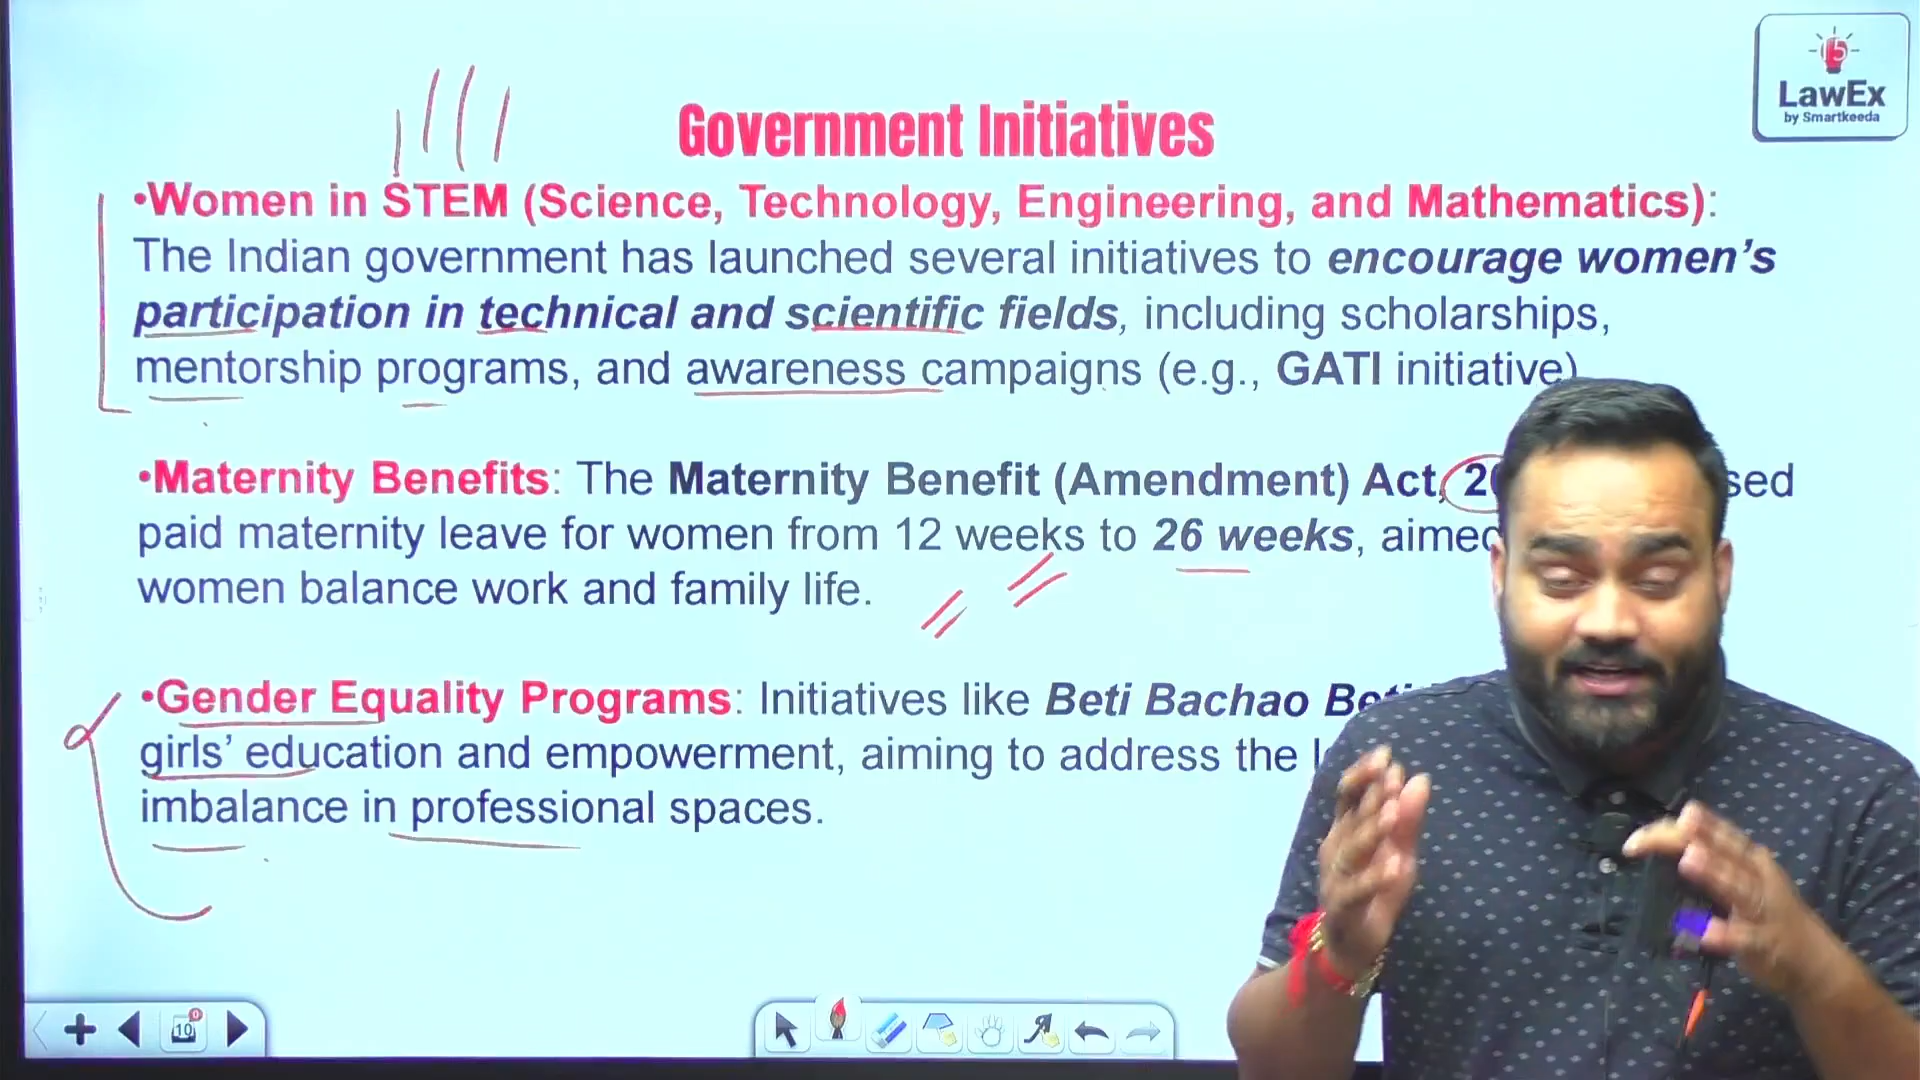 LawEx
by Smartkeeda
Government Initiatives
•Women in STEM (Science, Technology, Engineering, and Mathematics):
The Indian government has launched several initiatives to encourage women's
participation in technical and scientific fields, including scholarships,
mentorship programs, and awareness campaigns (e.g., GATI initiative)
•Maternity Benefits: The Maternity Benefit (Amendment) Act,
paid maternity leave for women from 12 weeks to 26 weeks, aimed
women balance work and family life.
•Gender Equality Programs: Initiatives like Beti Bachao Beti
girls' education and empowerment, aiming to address the
imbalance in professional spaces.
10
0